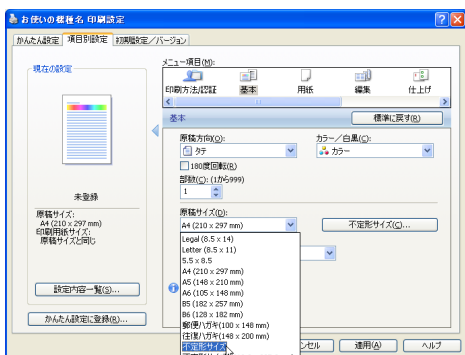 お使いの機種名 印刷設定
かんたん設定 項目別設定 初期設定／バージョン
現在の設定
未登録
原稿サイズ:
A4 (210 x 297 mm)
印刷用紙サイズ:
原稿サイズと同じ
設定内容一覧(S)...
かんたん設定に登録(R)...
メニュー項目(M):
印刷方法/認証 基本 用紙 編集 仕上げ
基本
標準に戻す(R)
原稿方向(O):
タテ
180度回転(R)
部数(C): (1から999)
1
カラー／白黒(C):
カラー
原稿サイズ(D):
A4 (210 x 297 mm)
不定形サイズ(C)...
Legal (8.5 x 14)
Letter (8.5 x 11)
5.5 x 8.5
A4 (210 x 297 mm)
A5 (148 x 210 mm)
A6 (105 x 148 mm)
B5 (182 x 257 mm)
B6 (128 x 182 mm)
郵便ハガキ(100 x 148 mm)
往復ハガキ(148 x 200 mm)
不定形サイズ
ンセル
適用(A)
ヘルプ